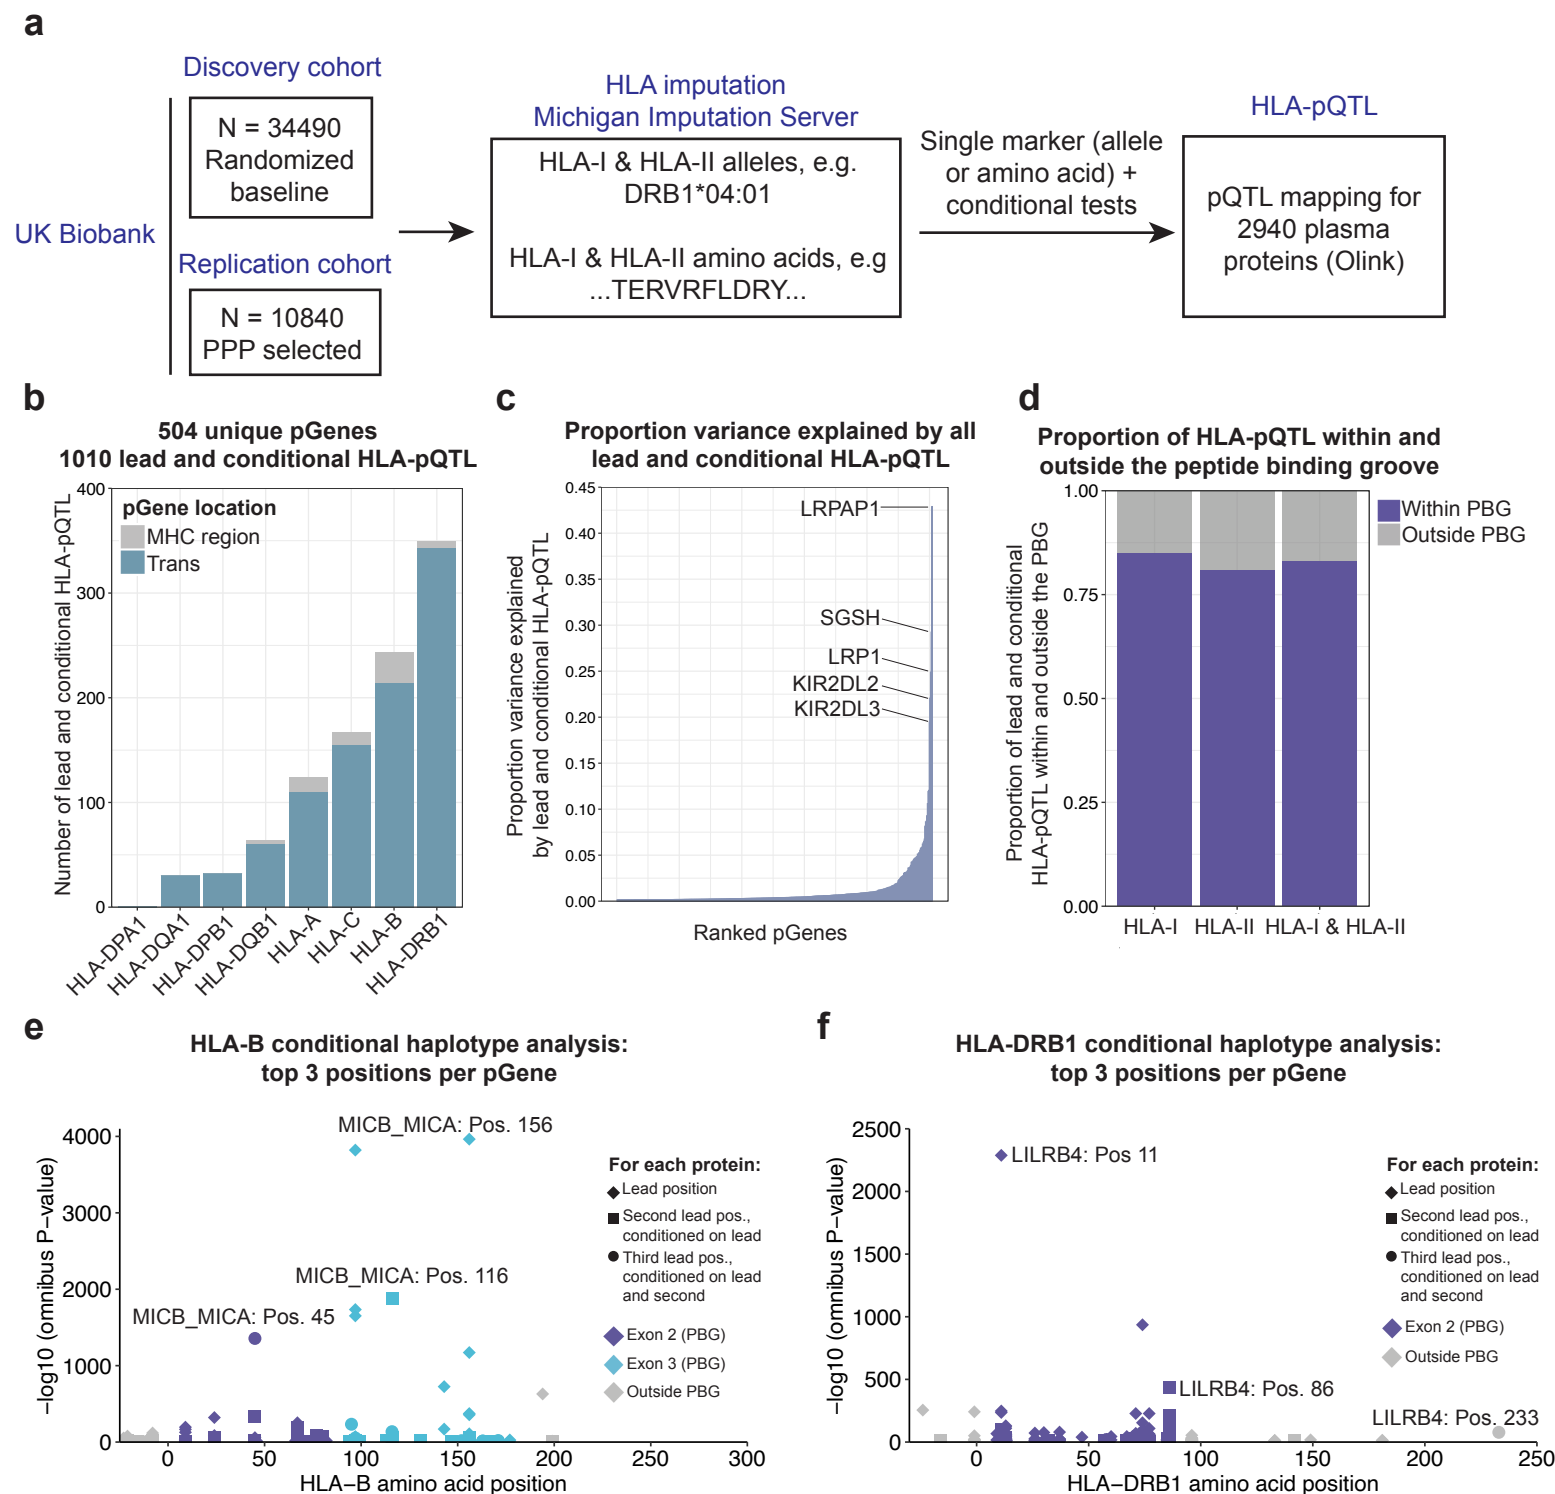 a
Discovery cohort
N = 34490
Randomized
baseline
UK Biobank
Replication cohort
N = 10840
PPP selected
HLA imputation
Michigan Imputation Server
HLA-I & HLA-II alleles, e.g.
DRB1*04:01
HLA-I & HLA-II amino acids, e.g
...TERVRFLDRY...
Single marker (allele
or amino acid) +
conditional tests
HLA-pQTL
pQTL mapping for
2940 plasma
proteins (Olink)
b
504 unique pGenes
1010 lead and conditional HLA-pQTL
Number of lead and conditional HLA-pQTL
400
300
200
100
0
pGene location
MHC region
Trans
HLA-DPA1
HLA-DQA1
HLA-DPB1
HLA-DQB1
HLA-A
HLA-C
HLA-B
HLA-DRB1
c
Proportion variance explained by all
lead and conditional HLA-pQTL
Proportion variance explained
by lead and conditional HLA-pQTL
0.45
0.40
0.35
0.30
0.25
0.20
0.15
0.10
0.05
0.00
LRPAP1
SGSH
LRP1
KIR2DL2
KIR2DL3
Ranked pGenes
d
Proportion of HLA-pQTL within and
outside the peptide binding groove
Proportion of lead and conditional
HLA-pQTL within and outside the PBG
1.00
0.75
0.50
0.25
0.00
Within PBG
Outside PBG
HLA-I
HLA-II
HLA-I & HLA-II
e
HLA-B conditional haplotype analysis:
top 3 positions per pGene
−log10 (omnibus P−value)
4000
3000
2000
1000
0
MICB_MICA: Pos. 156
MICB_MICA: Pos. 116
MICB_MICA: Pos. 45
For each protein:
Lead position
Second lead pos.,
conditioned on lead
Third lead pos.,
conditioned on lead
and second
Exon 2 (PBG)
Exon 3 (PBG)
Outside PBG
0
50
100
150
200
250
300
HLA−B amino acid position
f
HLA-DRB1 conditional haplotype analysis:
top 3 positions per pGene
−log10 (omnibus P−value)
2500
2000
1500
1000
500
0
LILRB4: Pos 11
LILRB4: Pos. 86
LILRB4: Pos. 233
For each protein:
Lead position
Second lead pos.,
conditioned on lead
Third lead pos.,
conditioned on lead
and second
Exon 2 (PBG)
Outside PBG
0
50
100
150
200
250
HLA−DRB1 amino acid position